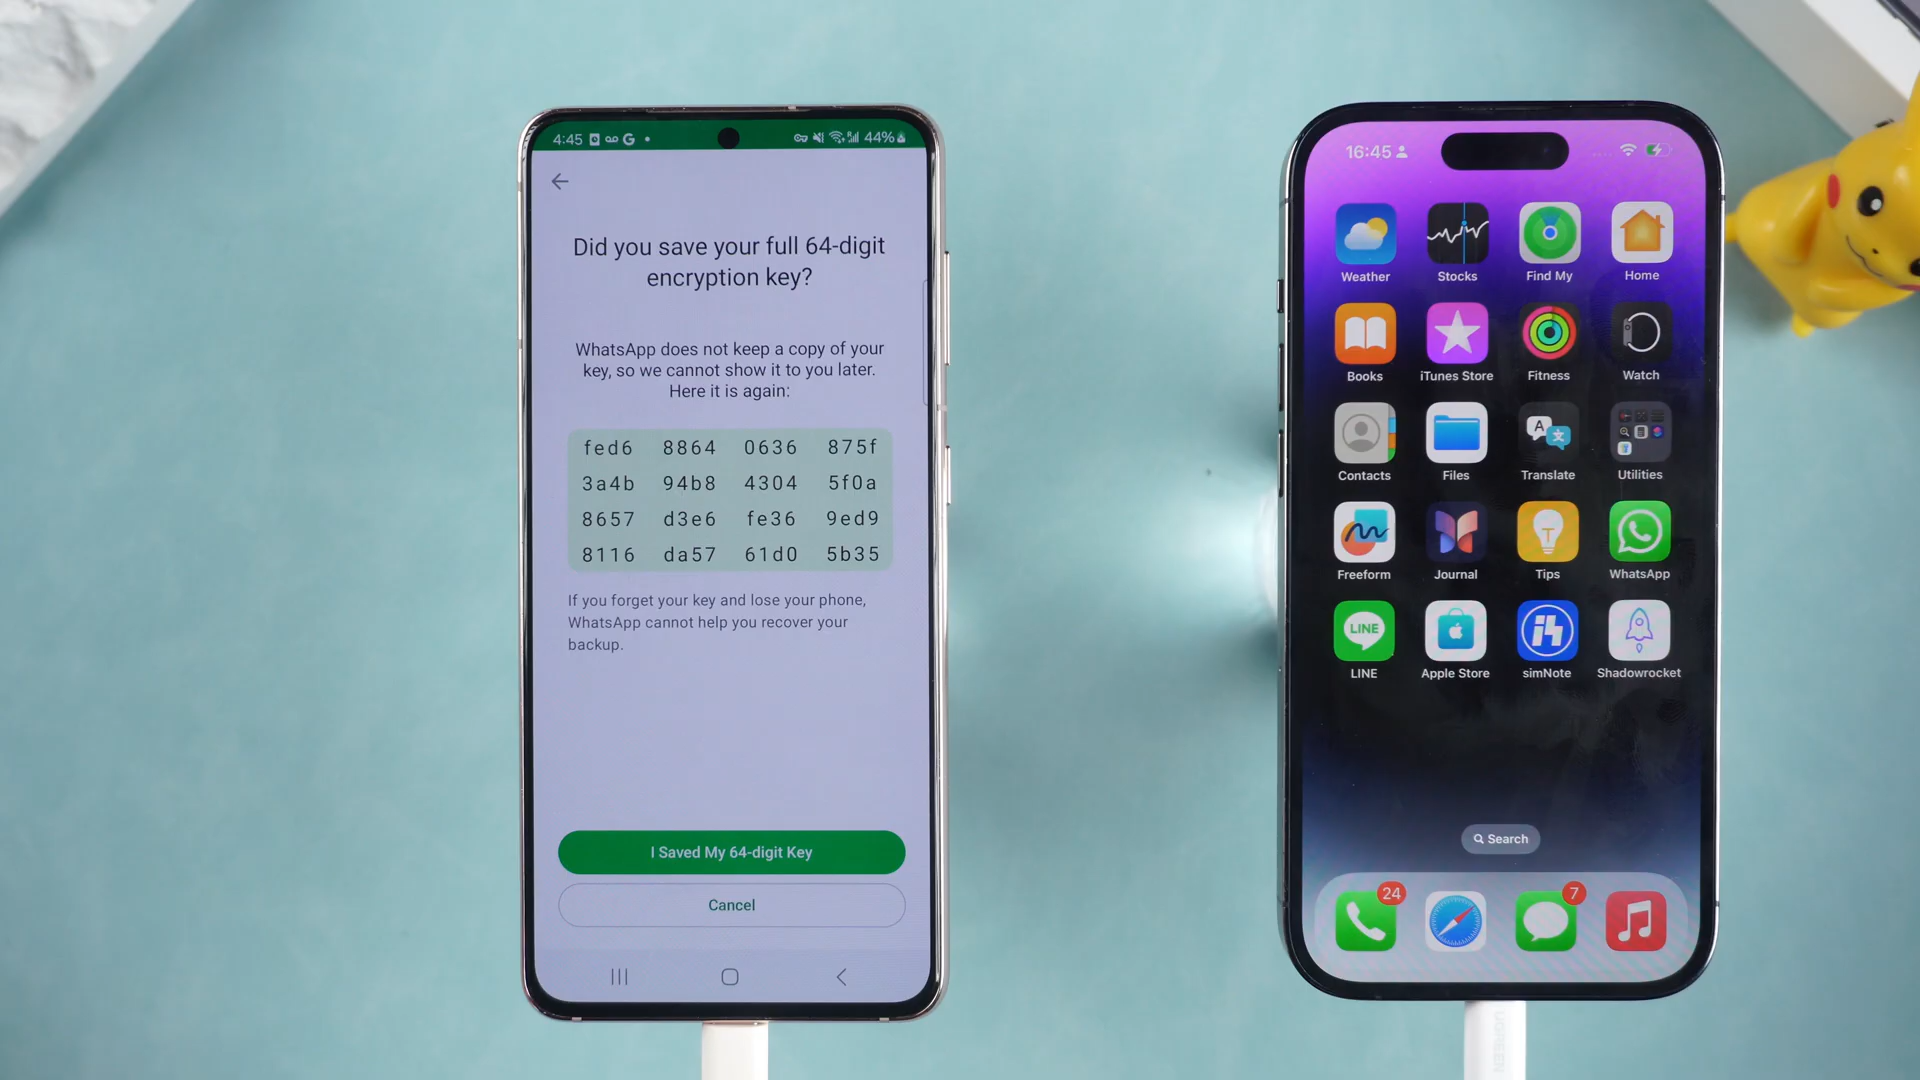 4:45 44%
Did you save your full 64-digit
encryption key?
WhatsApp does not keep a copy of your
key, so we cannot show it to you later.
Here it is again:
fed6 8864 0636 875f
3a4b 94b8 4304 5f0a
8657 d3e6 fe36 9ed9
8116 da57 61d0 5b35
If you forget your key and lose your phone,
WhatsApp cannot help you recover your
backup.
I Saved My 64-digit Key
Cancel
16:45
Weather Stocks Find My Home
Books iTunes Store Fitness Watch
Contacts Files Translate Utilities
Freeform Journal Tips WhatsApp
LINE
LINE Apple Store simNote Shadowrocket
Search
24 7
UGREEN